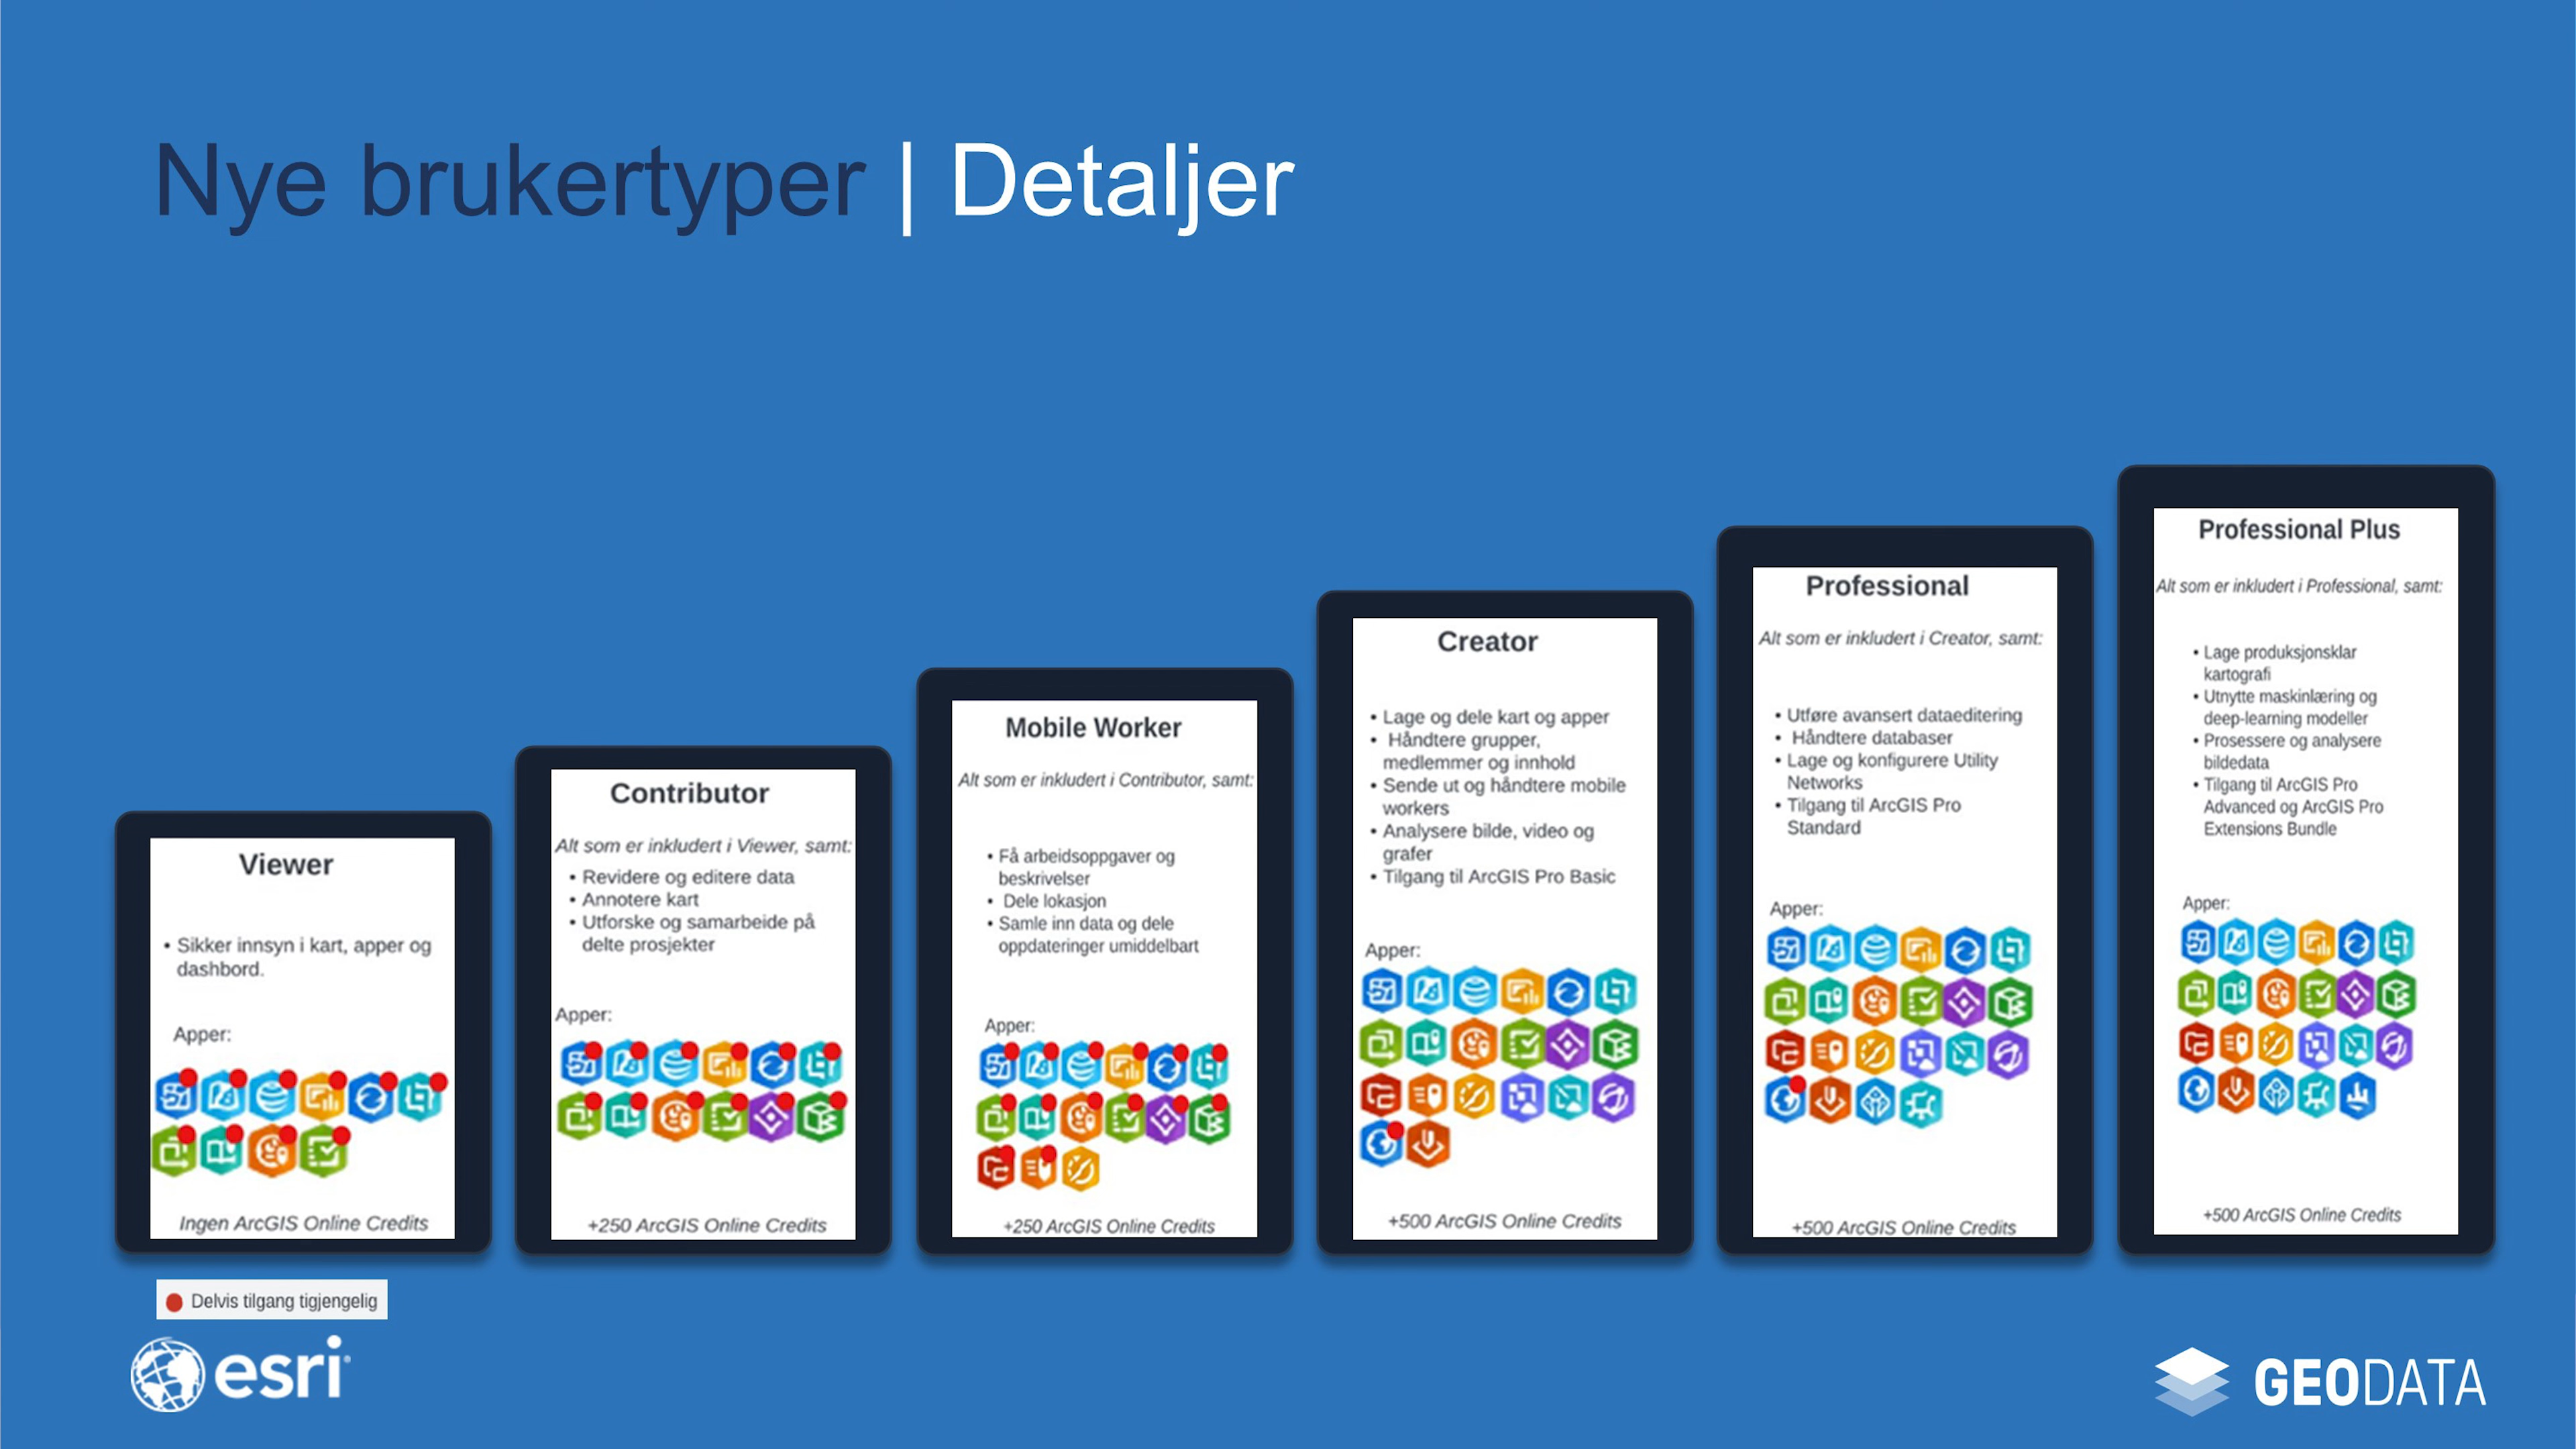 Nye brukertyper | Detaljer
Viewer
• Sikker innsyn i kart, apper og
dashbord.
Apper:
Ingen ArcGIS Online Credits
Contributor
Alt som er inkludert i Viewer, samt:
• Revidere og editere data
• Annotere kart
• Utforske og samarbeide på
delte prosjekter
Apper:
+250 ArcGIS Online Credits
Mobile Worker
Alt som er inkludert i Contributor, samt:
• Få arbeidsoppgaver og
beskrivelser
• Dele lokasjon
• Samle inn data og dele
oppdateringer umiddelbart
Apper:
+250 ArcGIS Online Credits
Creator
• Lage og dele kart og apper
• Håndtere grupper,
medlemmer og innhold
• Sende ut og håndtere mobile
workers
• Analysere bilde, video og
grafer
• Tilgang til ArcGIS Pro Basic
Apper:
+500 ArcGIS Online Credits
Professional
Alt som er inkludert i Creator, samt:
• Utføre avansert dataeditering
• Håndtere databaser
• Lage og konfigurere Utility
Networks
• Tilgang til ArcGIS Pro
Standard
Apper:
+500 ArcGIS Online Credits
Professional Plus
Alt som er inkludert i Professional, samt:
• Lage produksjonsklar
kartografi
• Utnytte maskinlæring og
deep-learning modeller
• Prosessere og analysere
bildedata
• Tilgang til ArcGIS Pro
Advanced og ArcGIS Pro
Extensions Bundle
Apper:
+500 ArcGIS Online Credits
Delvis tilgang tigjengelig
esri
GEODATA